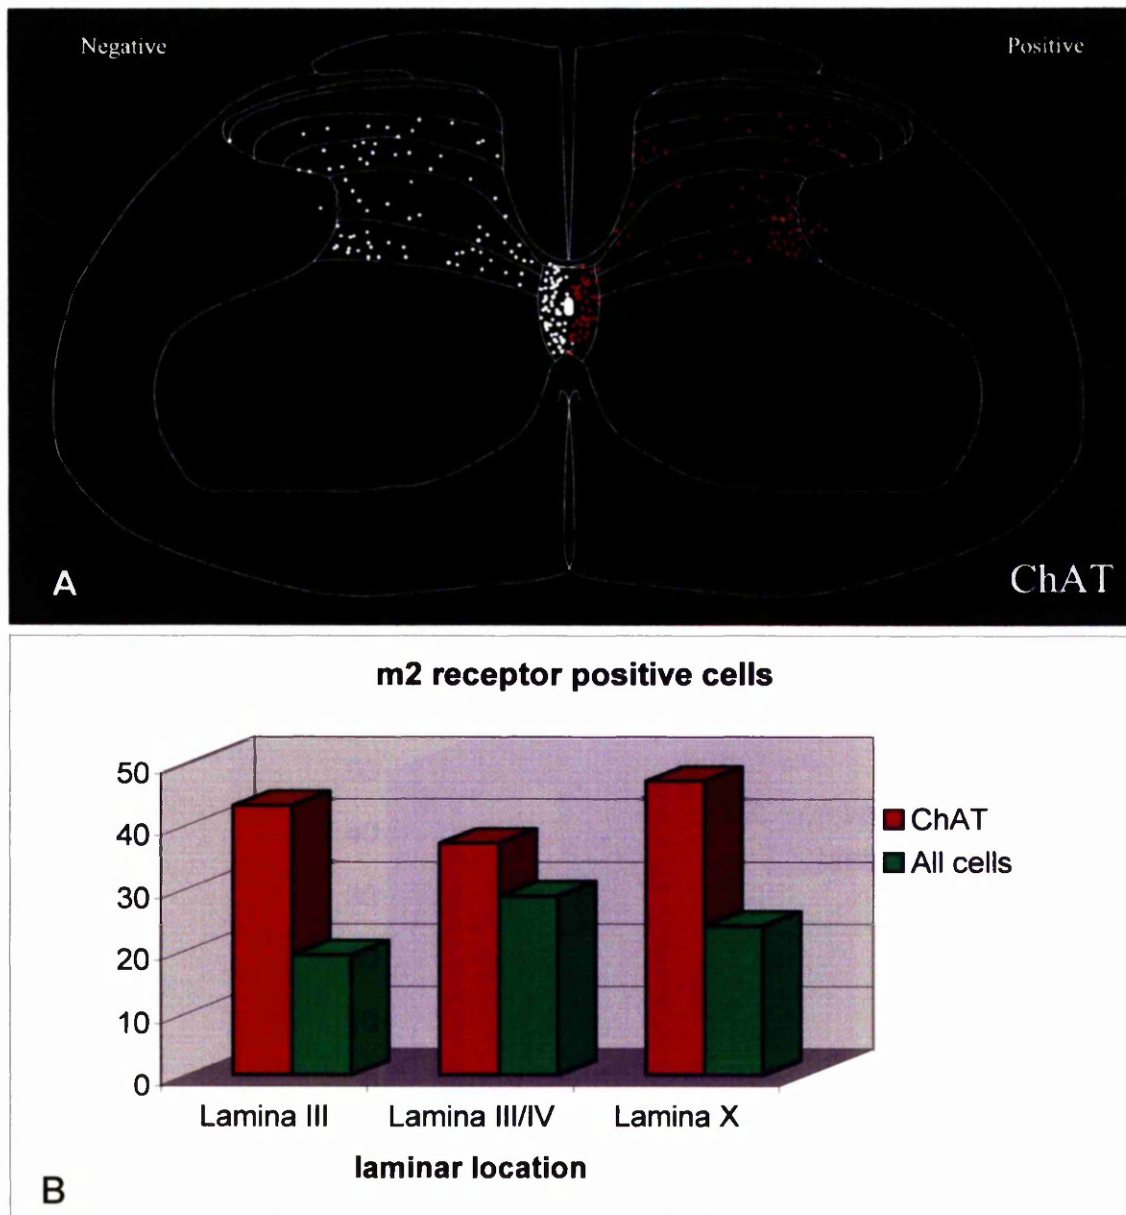 Negative
Positive
A
ChAT
m2 receptor positive cells
50
40
30
20
10
0
ChAT
All cells
Lamina III
Lamina III/IV
Lamina X
laminar location
B